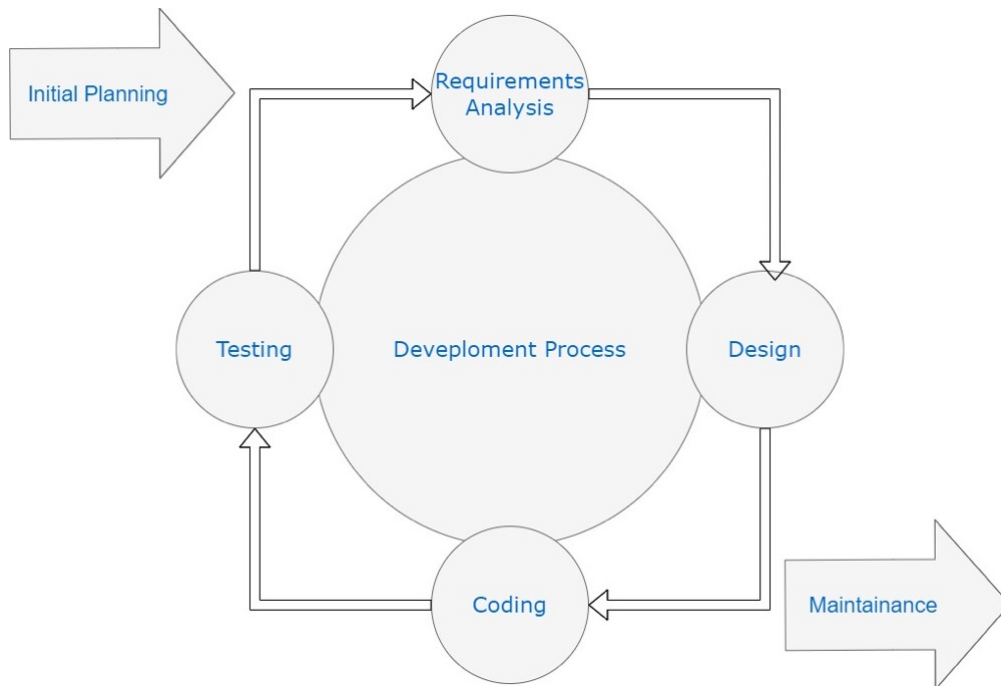 Initial Planning
Requirements
Analysis
Testing
Deveploment Process
Design
Coding
Maintainance